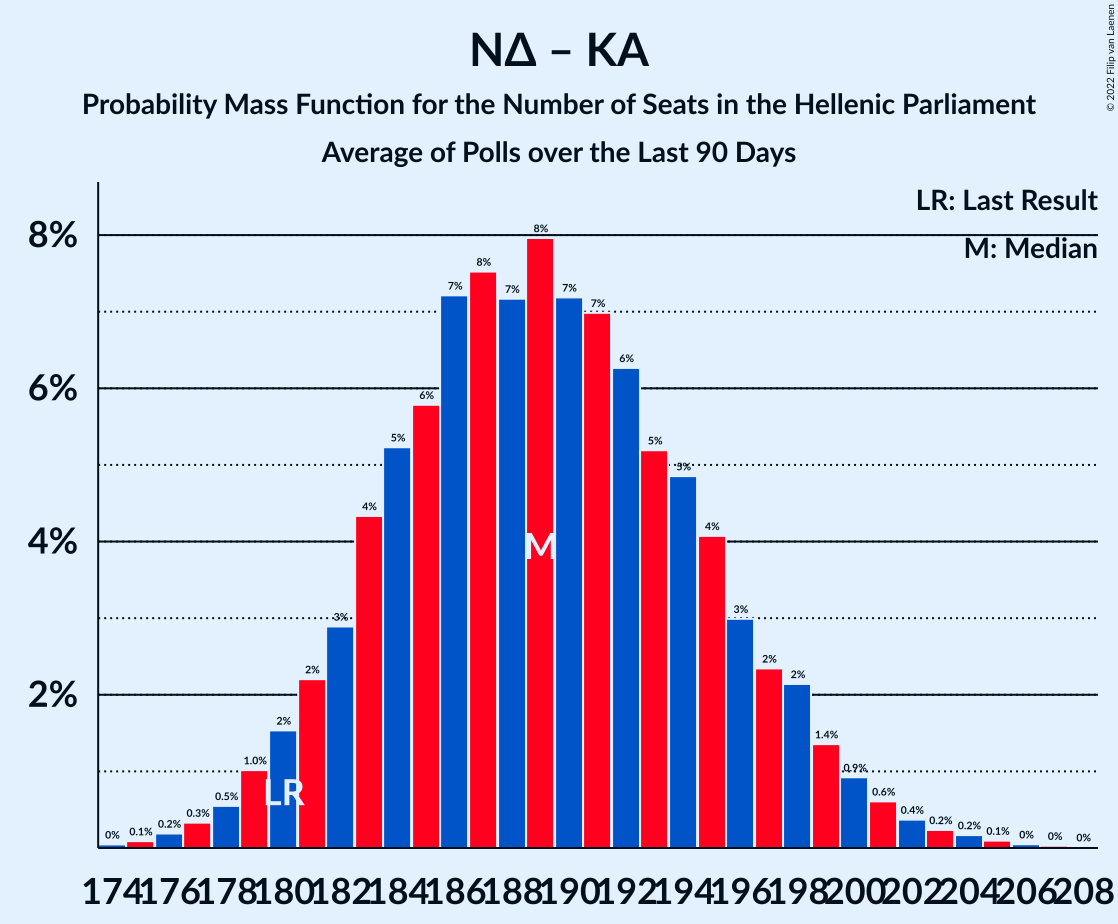 ΝΔ – ΚΑ
Probability Mass Function for the Number of Seats in the Hellenic Parliament
Average of Polls over the Last 90 Days
© 2022 Filip van Laenen
LR: Last Result
M: Median
8%
6%
4%
2%
0% 0.1% 0.2% 0.3% 0.5% 1.0% 2% 2% 3% 4% 5% 6% 7% 8% 7% 8% 7% 7% 6% 5% 5% 4% 3% 2% 2% 1.4% 0.9% 0.6% 0.4% 0.2% 0.2% 0.1% 0% 0% 0%
M
LR
174 176 178 180 182 184 186 188 190 192 194 196 198 200 202 204 206 208